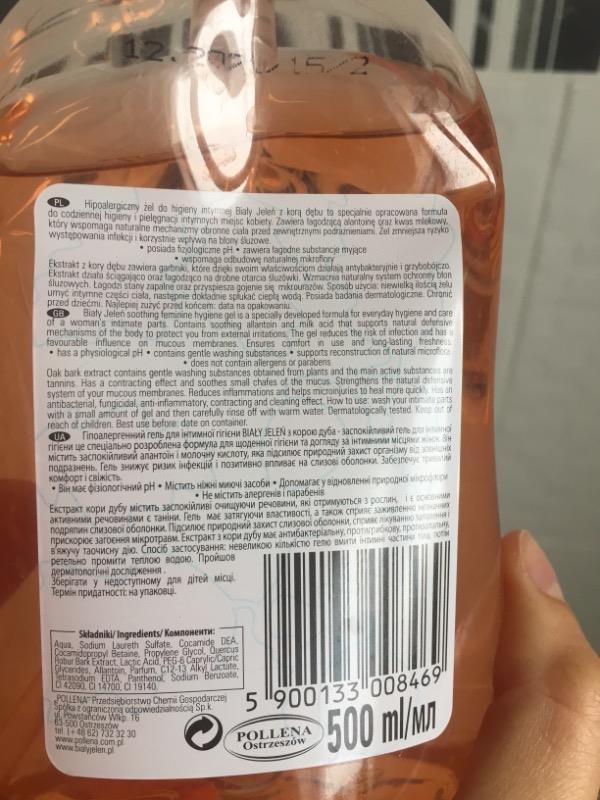 15 2
PL Hipoalergiczny żel do higieny intymnej Biały Jeleń z korą dębu to specjalnie opracowana formuła
do codziennej higieny i pielęgnacji intymnych miejsc kobiety. Zawiera łagodzącą alantoinę oraz kwas mlekowy,
który wspomaga naturalne mechanizmy obronne ciała przed zewnętrznymi podrażnieniami. Żel zmniejsza ryzyko
występowania infekcji i korzystnie wpływa na błony śluzowe.
• posiada fizjologiczne pH • zawiera łagodne substancje myjące
• wspomaga odbudowę naturalnej mikroflory
Ekstrakt z kory dębu zawiera garbniki, które dzięki swoim właściwościom działają antybakteryjnie i grzybobójczo.
Ekstrakt działa ściągająco oraz łagodząco na drobne otarcia śluzówki. Wzmacnia naturalny system ochronny błon
śluzowych. Łagodzi stany zapalne oraz przyspiesza gojenie się mikrourazów. Sposób użycia: niewielką ilością żelu
umyć intymne części ciała, następnie dokładnie spłukać ciepłą wodą. Posiada badania dermatologiczne. Chronić
przed dziećmi. Najlepiej zużyć przed końcem: data na opakowaniu.
GB Biały Jeleń soothing feminine hygiene gel is a specially developed formula for everyday hygiene and care
of a woman's intimate parts. Contains soothing allantoin and milk acid that supports natural defensive
mechanisms of the body to protect you from external irritations. The gel reduces the risk of infection and has a
favourable influence on mucous membranes. Ensures comfort in use and long-lasting freshness.
• has a physiological pH • contains gentle washing substances • supports reconstruction of natural microflora
• does not contain allergens or parabens
Oak bark extract contains gentle washing substances obtained from plants and the main active substances are
tannins. Has a contracting effect and soothes small chafes of the mucus. Strengthens the natural defensive
system of your mucous membranes. Reduces inflammations and helps microinjuries to heal more quickly. Has an
antibacterial, fungicidal, anti-inflammatory, contracting and cleaning effect. How to use: wash your intimate parts
with a small amount of gel and then carefully rinse off with warm water. Dermatologically tested. Keep out of
reach of children. Best use before date on container.
UA Гіпоалергенний гель для інтимної гігієни BIAŁY JELEŃ з корою дуба - заспокійливий гель для інтимної
гігієни це спеціально розроблена формула для щоденної гігієни та догляду за інтимними місцями жінок. Він
містить заспокійливий алантоїн і молочну кислоту, яка підсилює природний захист організму від зовнішніх
подразнень. Гель знижує ризик інфекцій і позитивно впливає на слизові оболонки. Забезпечує тривалий
комфорт і свіжість.
• Він має фізіологічний pH • Містить ніжні миючі засоби • Допомагає у відновленні природної мікрофлори
• Не містить алергенів і парабенів
Екстракт кори дубу містить заспокійливі очищуючи речовини, які отримуються з рослин, і є основними
активними речовинами є таніни. Гель має затягуючи властивості, а також сприяє заживленню незначних
подряпин слизової оболонки. Підсилює природний захист слизової оболонки, сприяє лікуванню запалення і
прискорює загоєння мікротравм. Екстракт з кори дубу має антибактеріальну, протигрибкову, протизапальну,
в'яжучу таочисну дію. Спосіб застосування: невеликою кількістю гелю вмити інтимні частини тіла, потім
ретельно промити теплою водою. Пройшов
дерматологічні дослідження.
Зберігати у недоступному для дітей місці.
Термін придатності: на упаковці.
Składniki/ Ingredients/ Компоненти:
Aqua, Sodium Laureth Sulfate, Cocamide DEA,
Cocamidopropyl Betaine, Propylene Glycol, Quercus
Robur Bark Extract, Lactic Acid, PEG-6 Caprylic/Capric
Glycerides, Allantoin, Parfum, C12-13 Alkyl Lactate,
Tetrasodium EDTA, Panthenol, Sodium Benzoate,
CI 42090, CI 14700, CI 19140.
„POLLENA" Przedsiębiorstwo Chemii Gospodarczej
Spółka z ograniczoną odpowiedzialnością Sp.k.
ul. Powstańców Wlkp. 16
63-500 Ostrzeszów
tel. (+48 62) 732 32 30
www.pollena.com.pl
www.bialyjelen.pl
5 900133 008469
POLLENA
Ostrzeszów
500 ml/мл